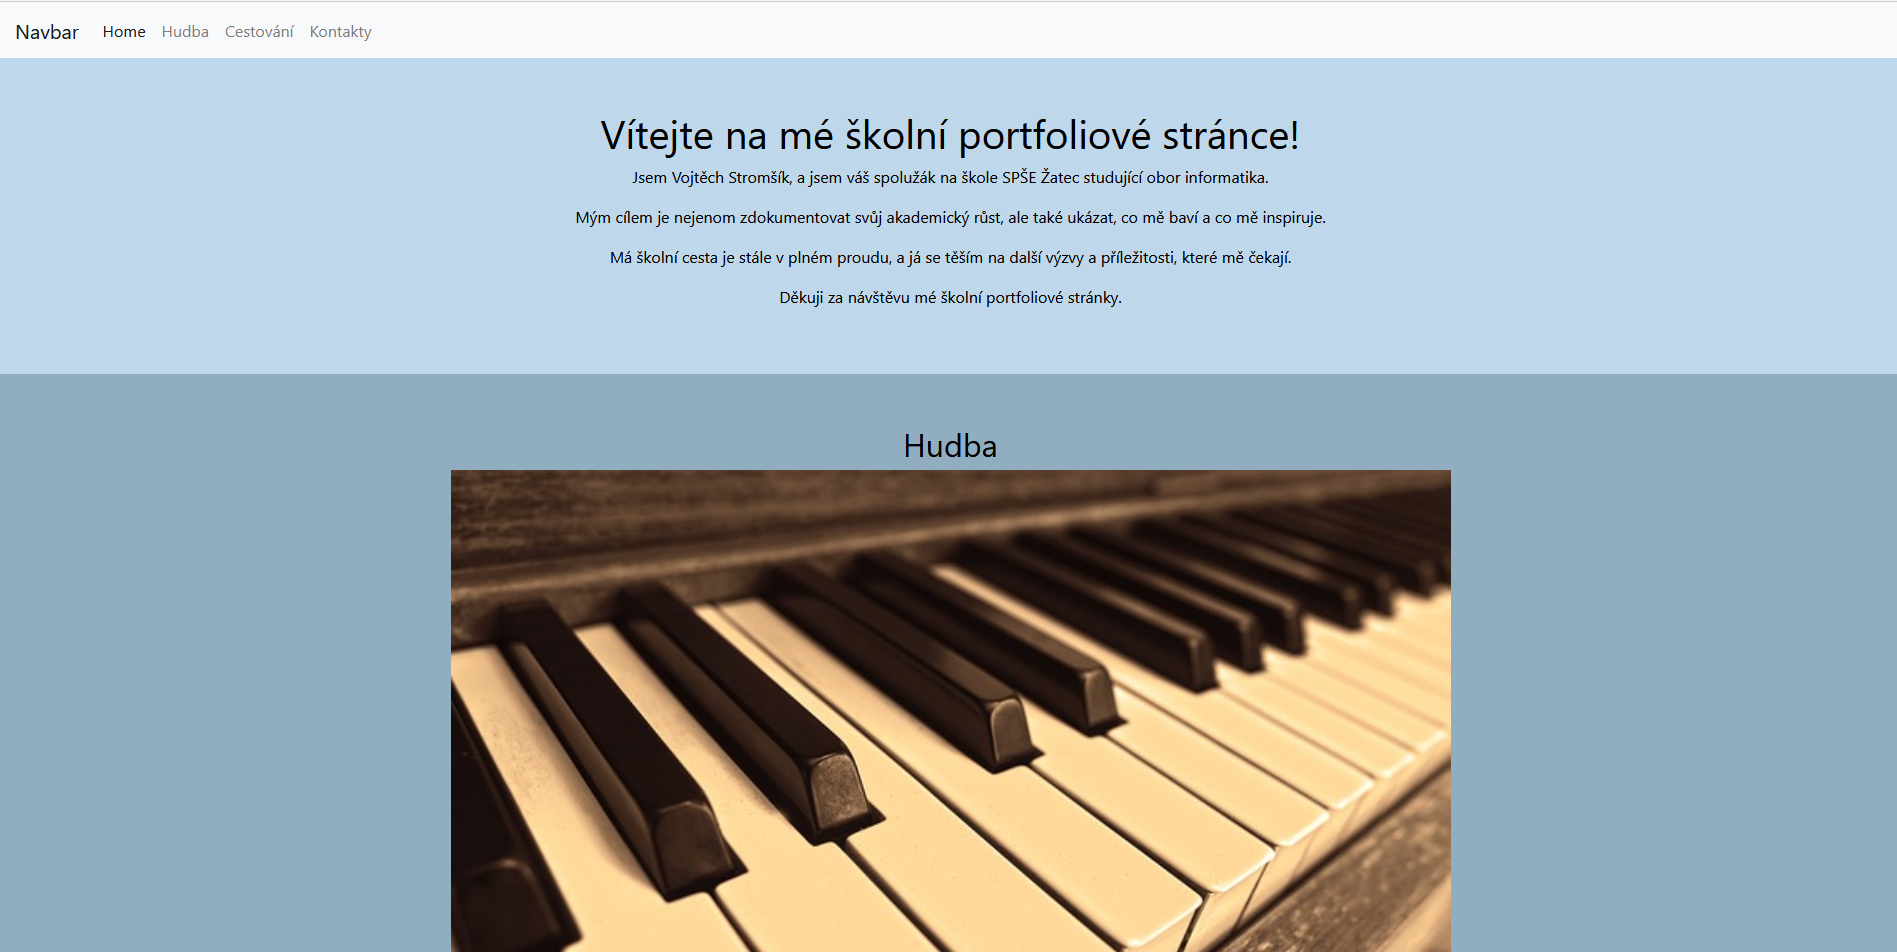 Navbar Home Hudba Cestování Kontakty
Vítejte na mé školní portfoliové stránce!
Jsem Vojtěch Stromšík, a jsem váš spolužák na škole SPŠE Žatec studující obor informatika.
Mým cílem je nejenom zdokumentovat svůj akademický růst, ale také ukázat, co mě baví a co mě inspiruje.
Má školní cesta je stále v plném proudu, a já se těším na další výzvy a příležitosti, které mě čekají.
Děkuji za návštěvu mé školní portfoliové stránky.
Hudba